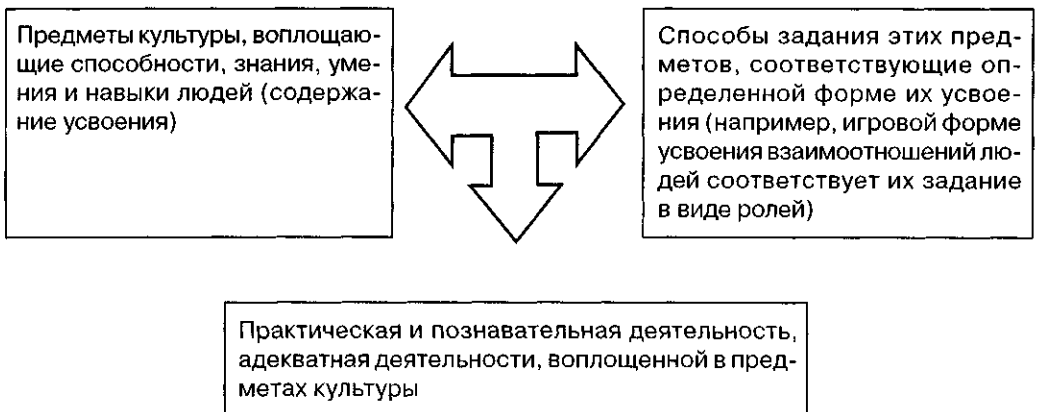 Предметы культуры, воплощаю-
щие способности, знания, уме-
ния и навыки людей (содержа-
ние усвоения)
Способы задания этих пред-
метов, соответствующие оп-
ределенной форме их усвое-
ния (например, игровой форме
усвоения взаимоотношений лю-
дей соответствует их задание
в виде ролей)
Практическая и познавательная деятельность,
адекватная деятельности, воплощенной в пред-
метах культуры